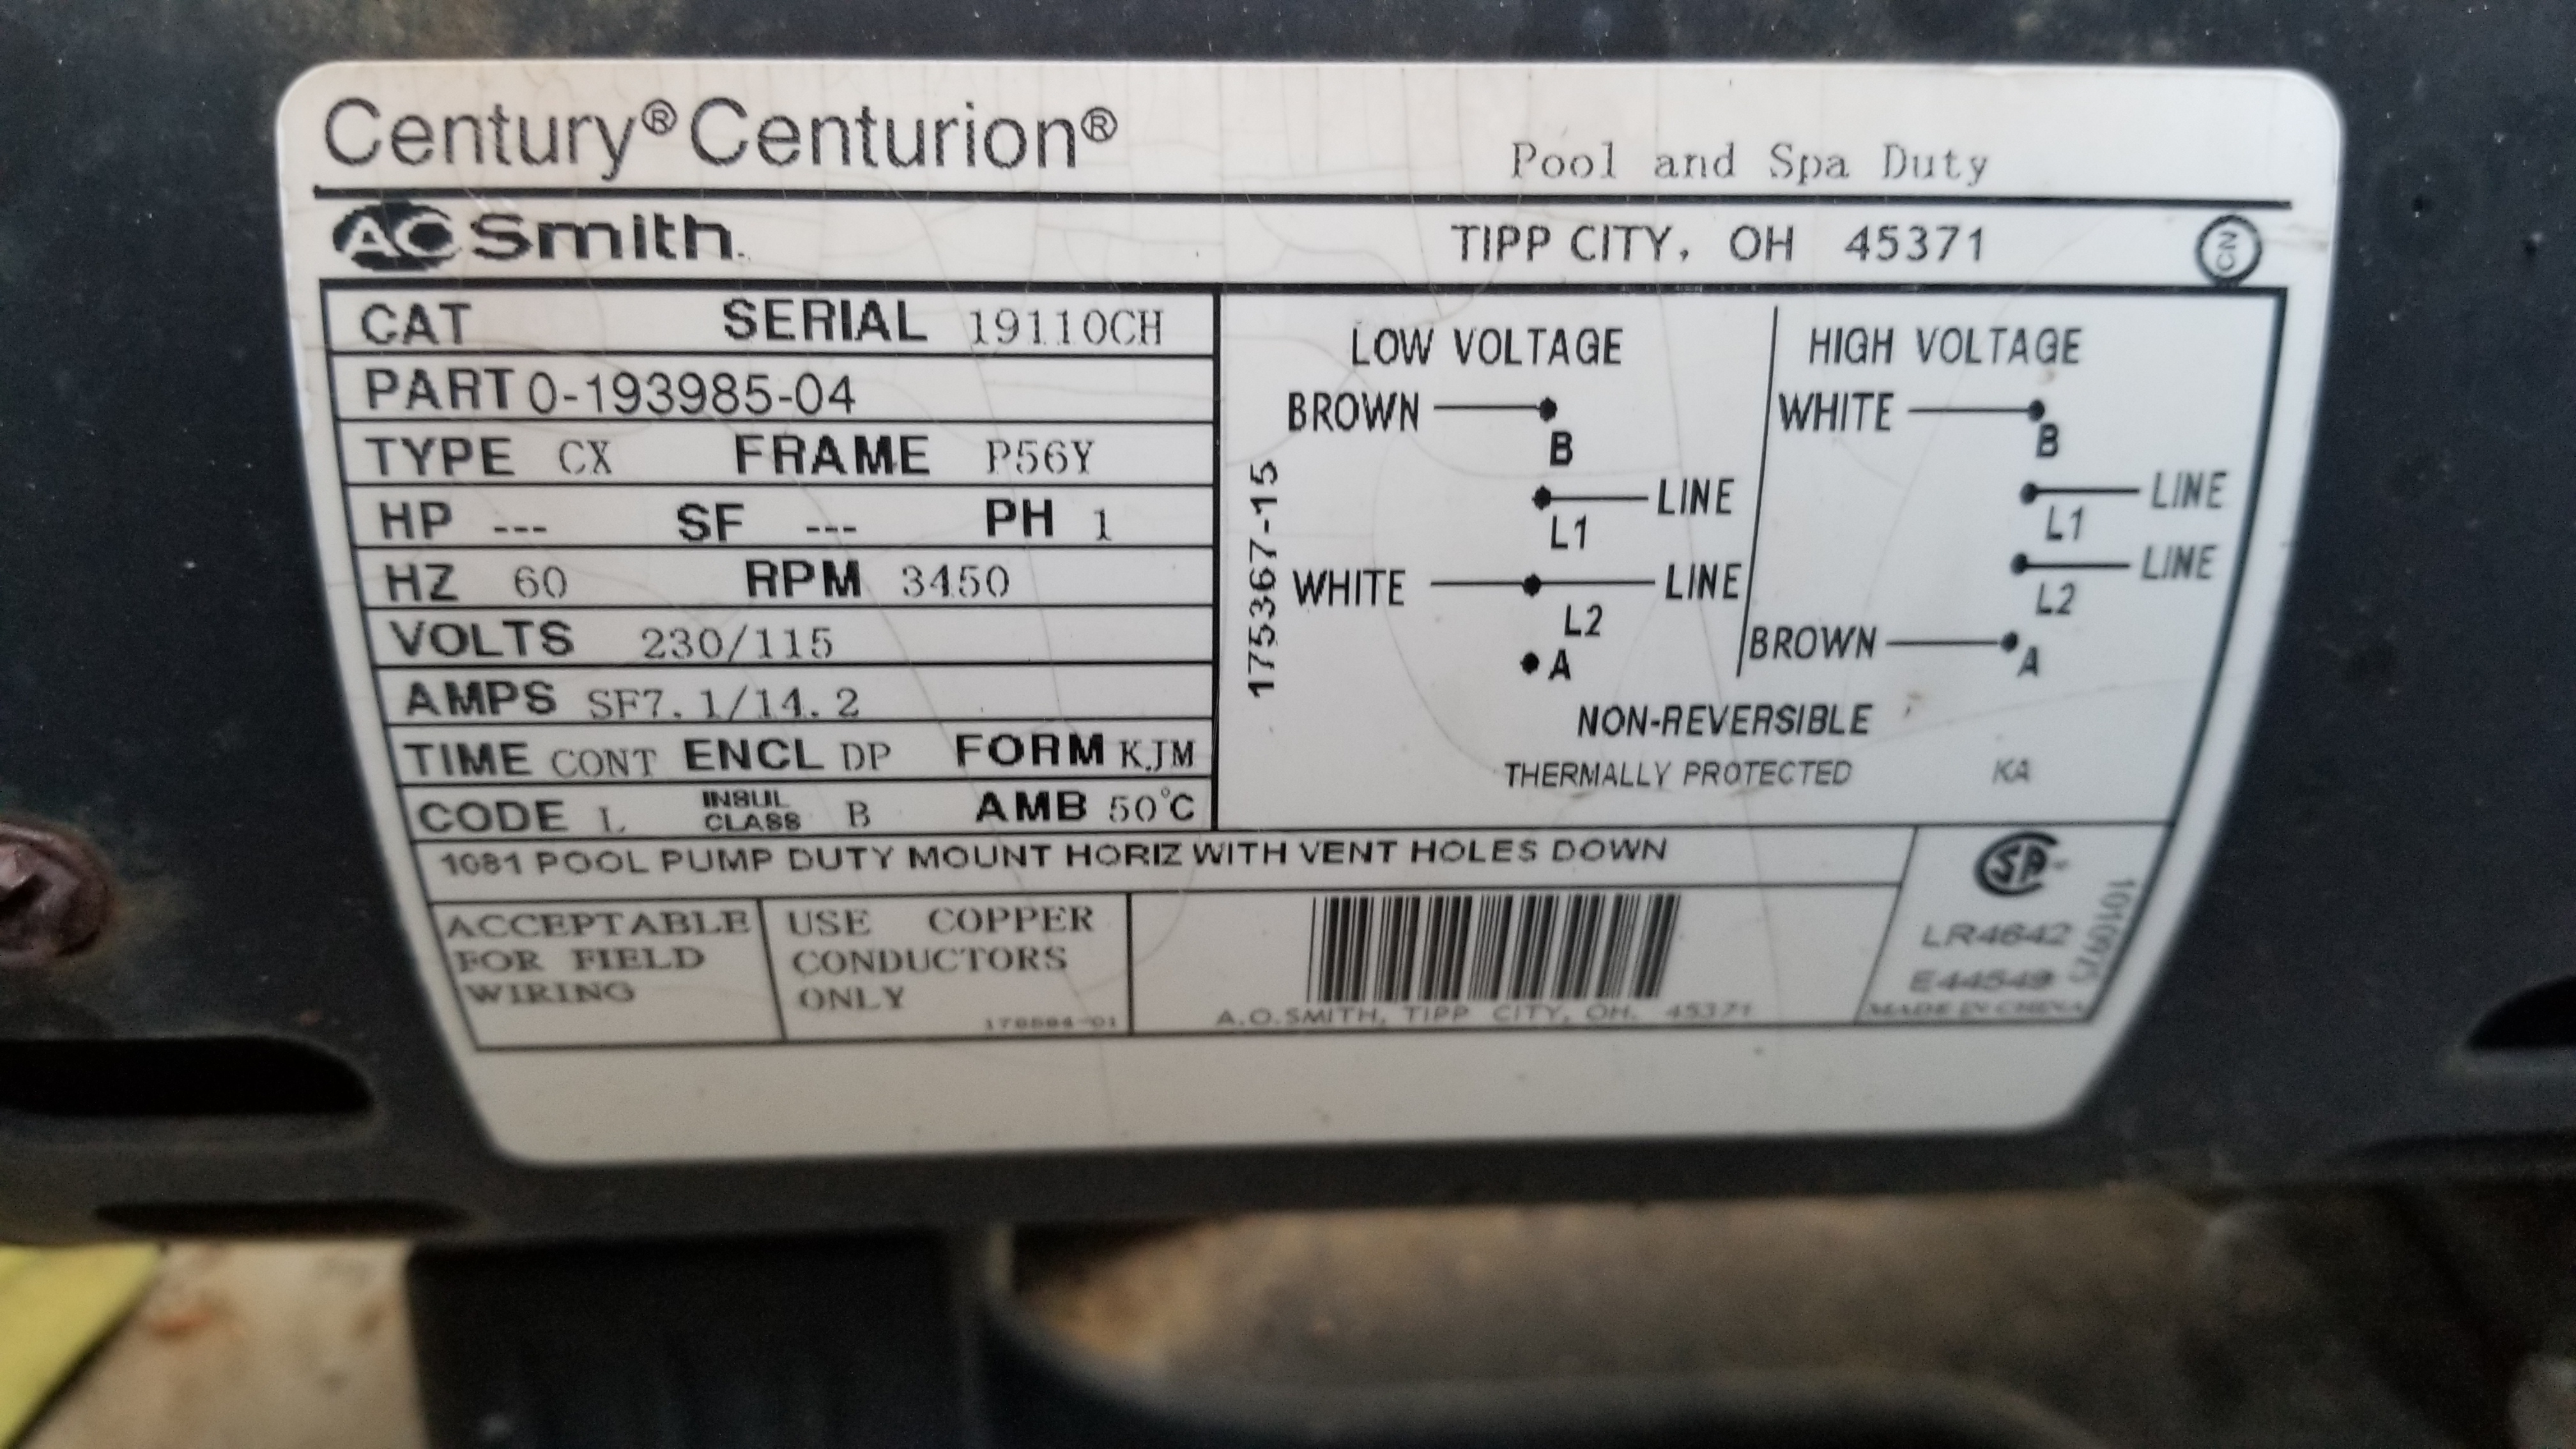 Century® Centurion®
Pool and Spa Duty
AO Smith.
TIPP CITY, OH 45371
CN
CAT SERIAL 19110CH
PART 0-193985-04
TYPE CX FRAME P56Y
HP --- SF --- PH 1
HZ 60 RPM 3450
VOLTS 230/115
AMPS SF7.1/14.2
TIME CONT ENCL DP FORM KJM
CODE L INSUL CLASS B AMB 50°C
175367-15
LOW VOLTAGE
BROWN B
L1 LINE
WHITE L2 LINE
A
HIGH VOLTAGE
WHITE B
L1 LINE
L2 LINE
BROWN A
NON-REVERSIBLE
THERMALLY PROTECTED KA
1081 POOL PUMP DUTY MOUNT HORIZ WITH VENT HOLES DOWN
ACCEPTABLE
FOR FIELD
WIRING
USE COPPER
CONDUCTORS
ONLY
A.O.SMITH, TIPP CITY, OH. 45371
SA
LR4642
E44549
MADE IN CHINA